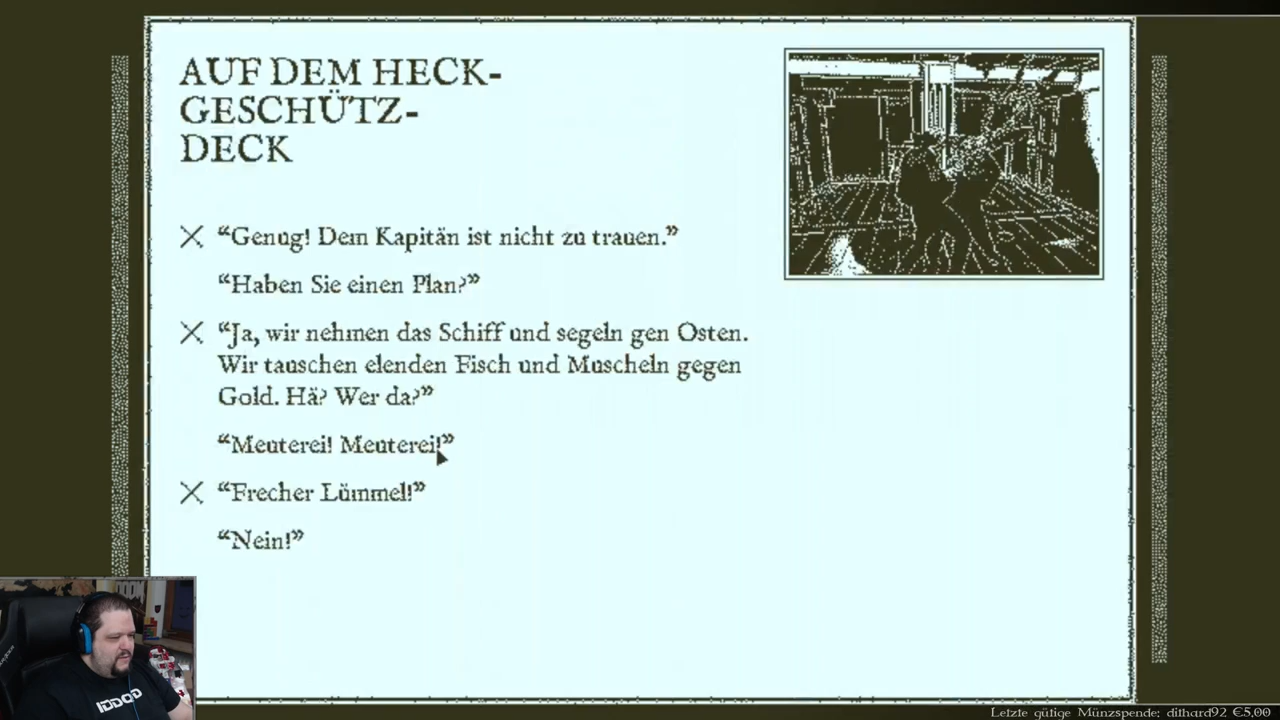 AUF DEM HECK-
GESCHÜTZ-
DECK
“Genug! Dem Kapitän ist nicht zu trauen.”
“Haben Sie einen Plan?”
“Ja, wir nehmen das Schiff und segeln gen Osten.
Wir tauschen elenden Fisch und Muscheln gegen
Gold. Hä? Wer da?”
“Meuterei! Meuterei!”
“Frecher Lümmel!”
“Nein!”
IDDQD
Letzte gütige Münzspende: dithard92 €5,00